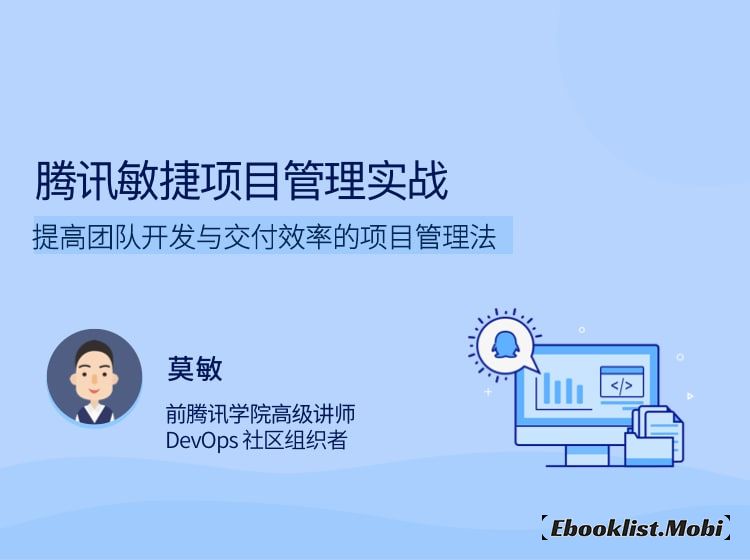 腾讯敏捷项目管理实战
提高团队开发与交付效率的项目管理法
莫敏
前腾讯学院高级讲师
DevOps 社区组织者
</>
Ebooklist.Mobi